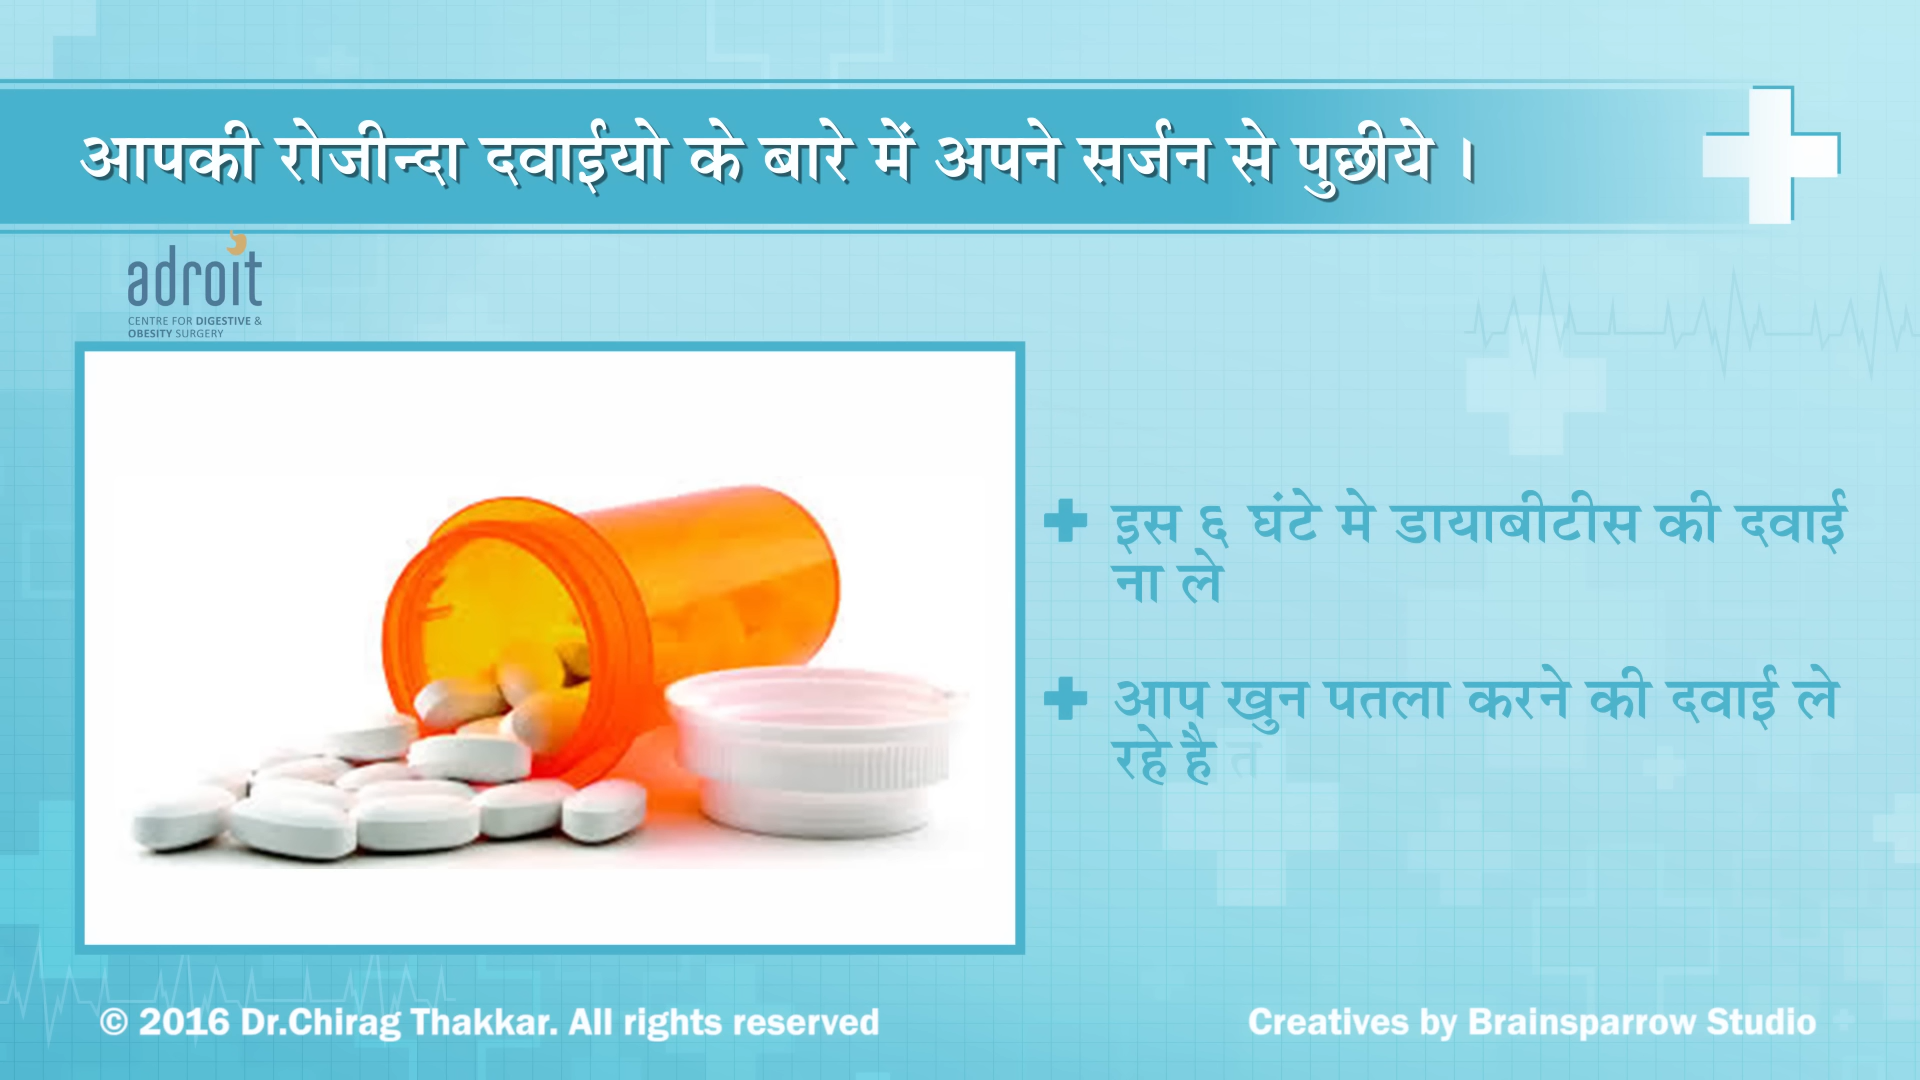 आपकी रोजीन्दा दवाईयो के बारे में अपने सर्जन से पुछीये ।
adroit
CENTRE FOR DIGESTIVE &
OBESITY SURGERY
इस ६ घंटे मे डायाबीटीस की दवाई
ना ले
आप खुन पतला करने की दवाई ले
रहे है त
© 2016 Dr.Chirag Thakkar. All rights reserved
Creatives by Brainsparrow Studio